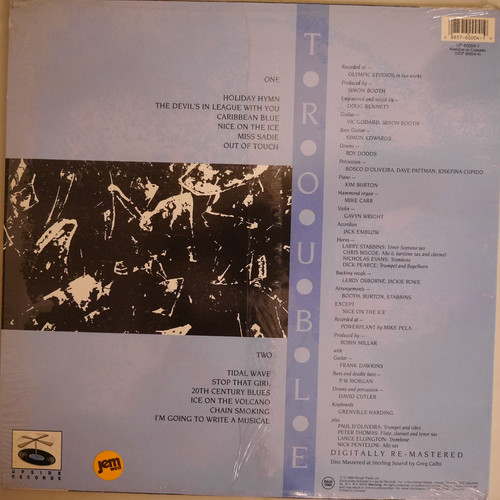 ONE
HOLIDAY HYMN
THE DEVIL'S IN LEAGUE WITH YOU
CARIBBEAN BLUE
NICE ON THE ICE
MISS SADIE
OUT OF TOUCH
TWO
TIDAL WAVE
STOP THAT GIRL
20TH CENTURY BLUES
ICE ON THE VOLCANO
CHAIN SMOKING
I'M GOING TO WRITE A MUSICAL
UPSIDE
RECORDS
jem
T•R•O•U•B•L•E
Recorded at —
OLYMPIC STUDIOS in two weeks
Produced by —
SIMON BOOTH
Engineered and mixed by —
DOUG BENNETT
Guitar —
VIC GODARD, SIMON BOOTH
Bass Guitar —
SIMON EDWARDS
Drums —
ROY DODDS
Percussion —
BOSCO D'OLIVEIRA, DAVE PATTMAN, JOSEFINA CUPIDO
Piano —
KIM BURTON
Hammond organ —
MIKE CARR
Violin —
GAVYN WRIGHT
Accordion
JACK EMBLOW
Horns —
LARRY STABBINS: Tenor/Soprano sax
CHRIS BISCOE: Alto & baritone sax and clarinet
NICHOLAS EVANS: Trombone
DICK PEARCE: Trumpet and flugelhorn
Backing vocals —
LEROY OSBORNE, JACKIE ROWE
Arrangements —
BOOTH, BURTON, STABBINS
EXCEPT
'NICE ON THE ICE'
Recorded at —
POWERPLANT by MIKE PELA
Produced by —
ROBIN MILLAR
with
Guitar —
FRANK DAWKINS
Bass and double bass —
P.W MORGAN
Drums and percussion —
DAVID CUTLER
Keyboards
GRENVILLE HARDING
plus
PAUL D'OLIVEIRA: Trumpet and vibes
PETER THOMAS: Flute, clarinet and tenor sax
LANCE ELLINGTON: Trombone
NICK PENTELOW: Alto sax
DIGITALLY RE-MASTERED
Disc Mastered at Sterling Sound by Greg Calbi